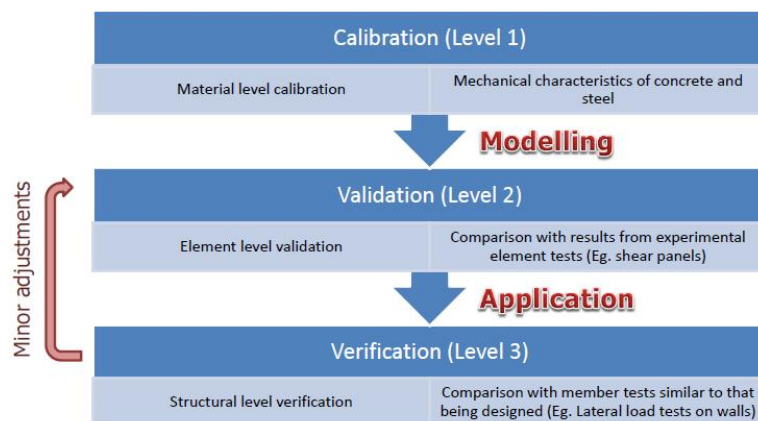 Calibration (Level 1)
Material level calibration
Mechanical characteristics of concrete and
steel
Modelling
Validation (Level 2)
Element level validation
Comparison with results from experimental
element tests (Eg. shear panels)
Application
Minor adjustments
Verification (Level 3)
Structural level verification
Comparison with member tests similar to that
being designed (Eg. Lateral load tests on walls)